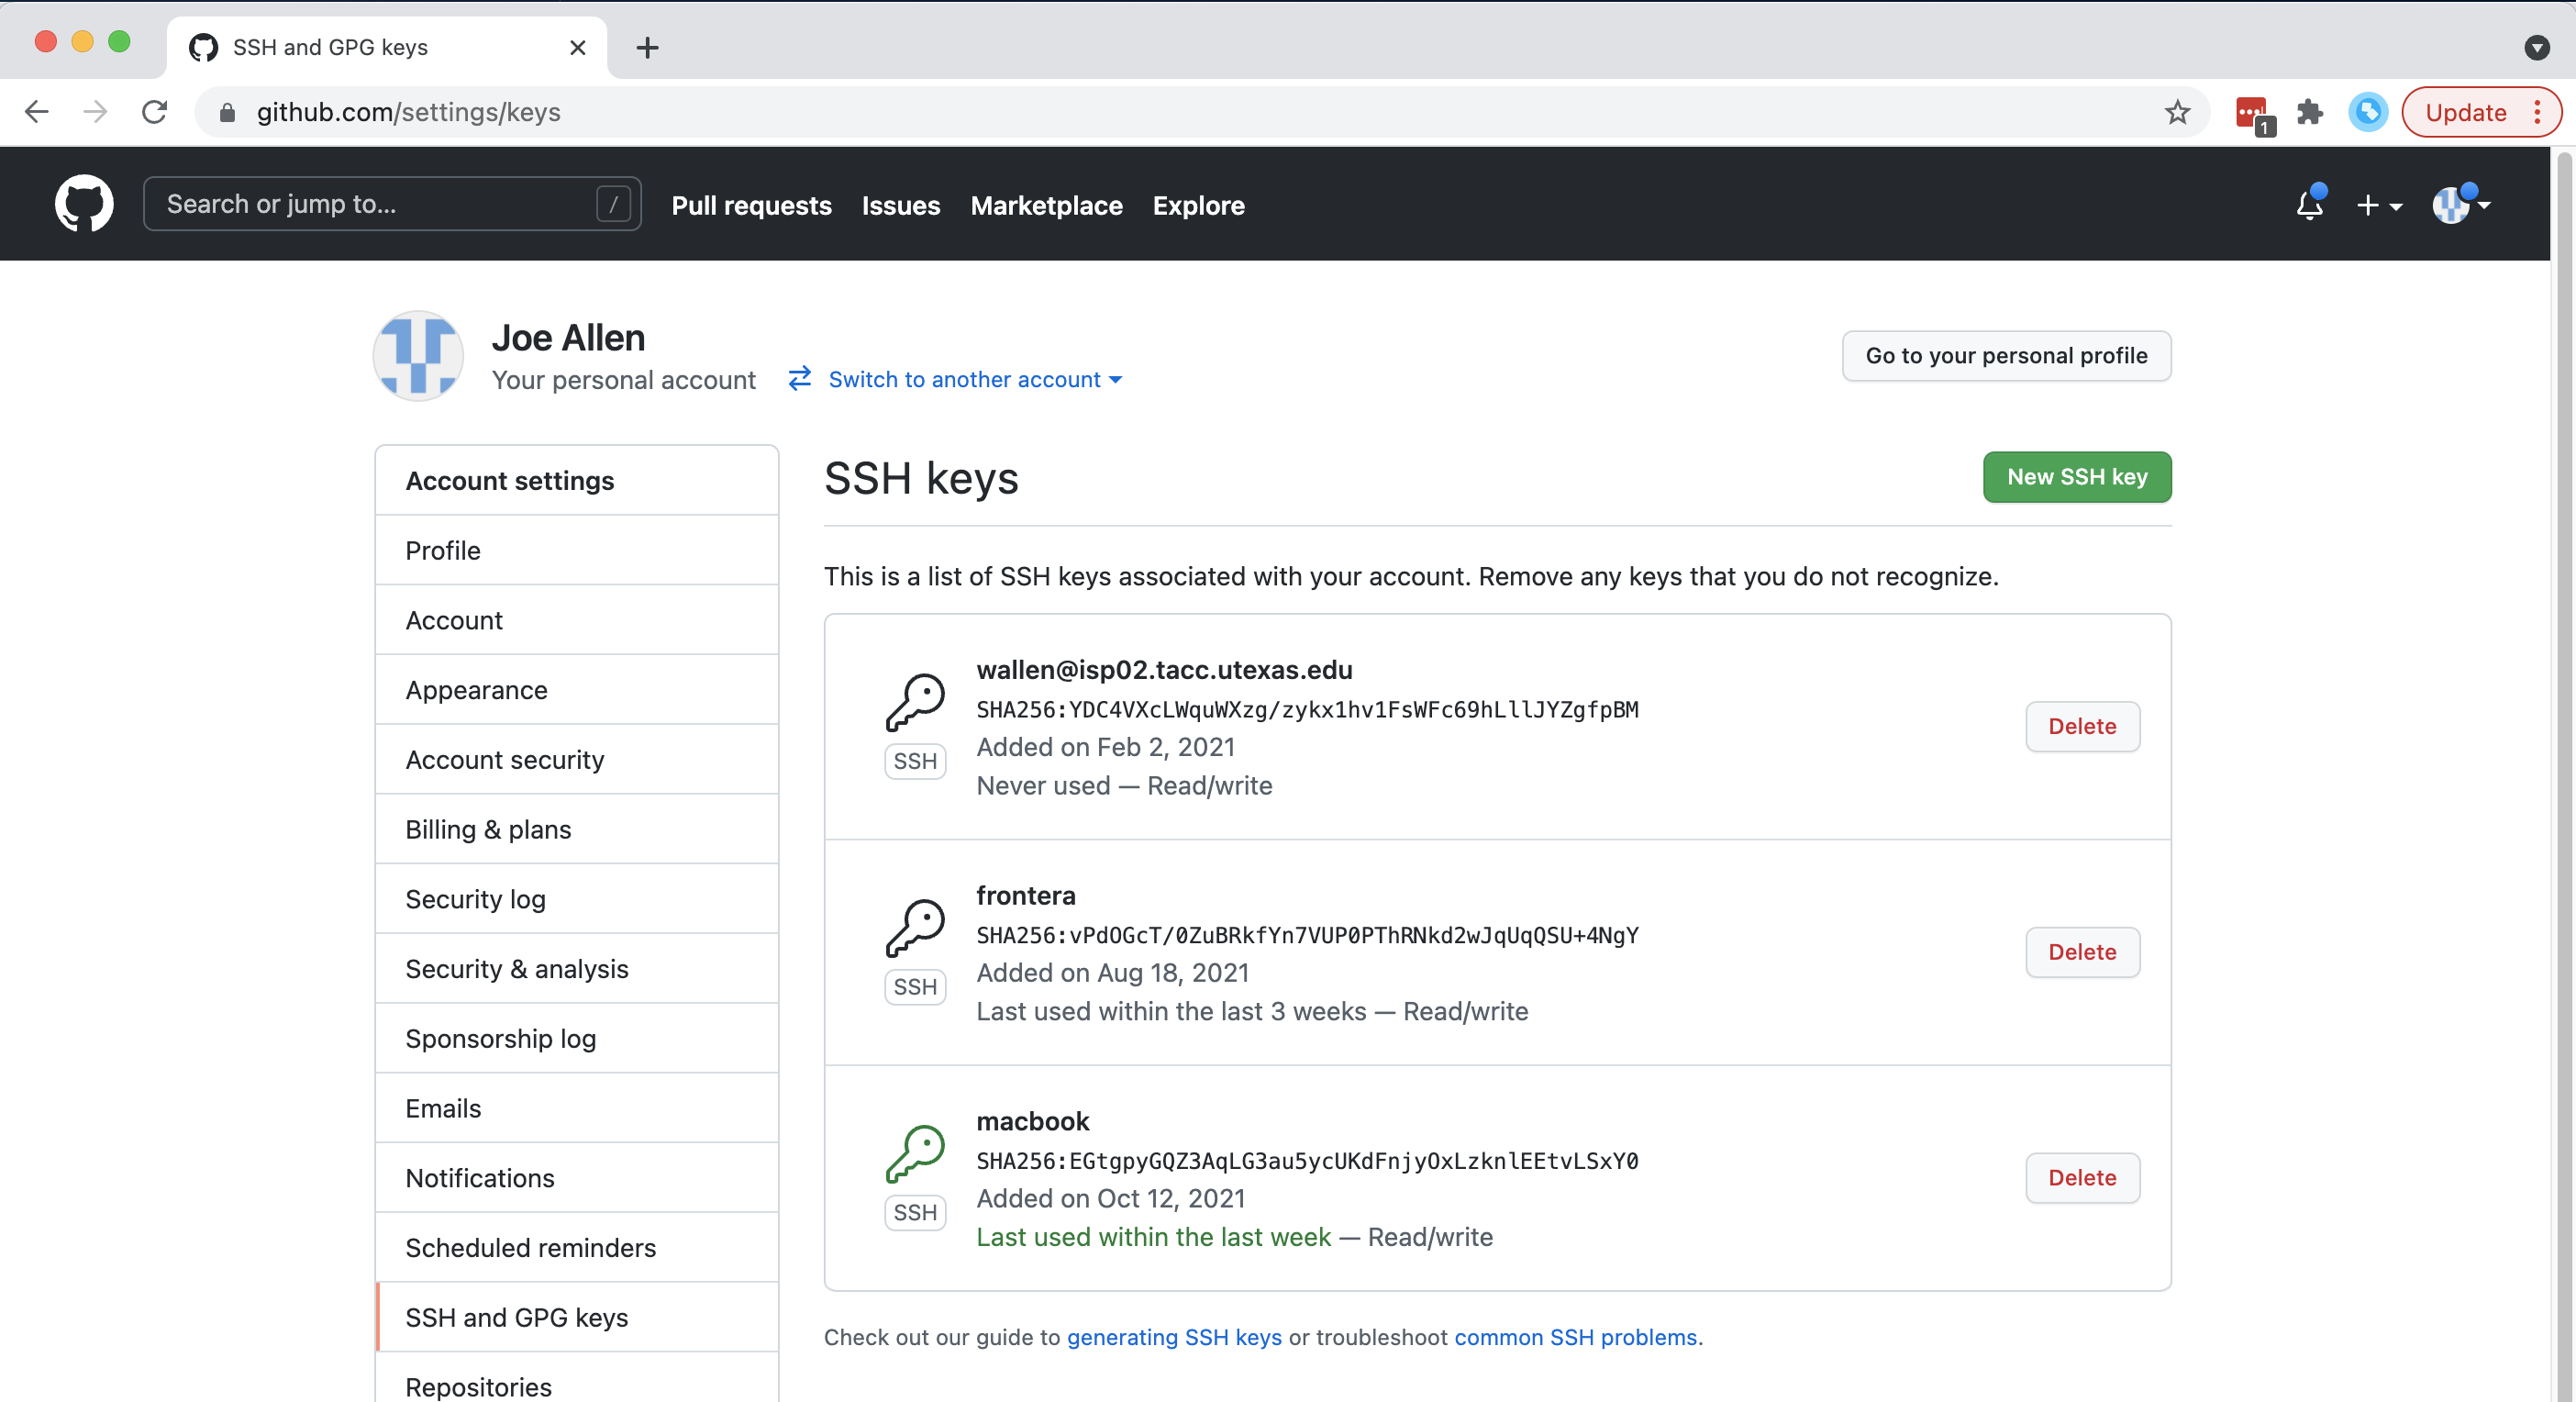 SSH and GPG keys
github.com/settings/keys
1
Update
Search or jump to...
/
Pull requests
Issues
Marketplace
Explore
Joe Allen
Your personal account
Switch to another account
Go to your personal profile
Account settings
Profile
Account
Appearance
Account security
Billing & plans
Security log
Security & analysis
Sponsorship log
Emails
Notifications
Scheduled reminders
SSH and GPG keys
Repositories
SSH keys
New SSH key
This is a list of SSH keys associated with your account. Remove any keys that you do not recognize.
wallen@isp02.tacc.utexas.edu
SHA256:YDC4VXcLWquWXzg/zykx1hv1FsWFc69hLllJYZgfpBM
Added on Feb 2, 2021
Never used — Read/write
SSH
Delete
frontera
SHA256:vPdOGcT/0ZuBRkfYn7VUP0PThRNkd2wJqUqQSU+4NgY
Added on Aug 18, 2021
Last used within the last 3 weeks — Read/write
SSH
Delete
macbook
SHA256:EGtgpyGQZ3AqLG3au5ycUKdFnjyOxLzknlEEtvLSxY0
Added on Oct 12, 2021
Last used within the last week — Read/write
SSH
Delete
Check out our guide to generating SSH keys or troubleshoot common SSH problems.